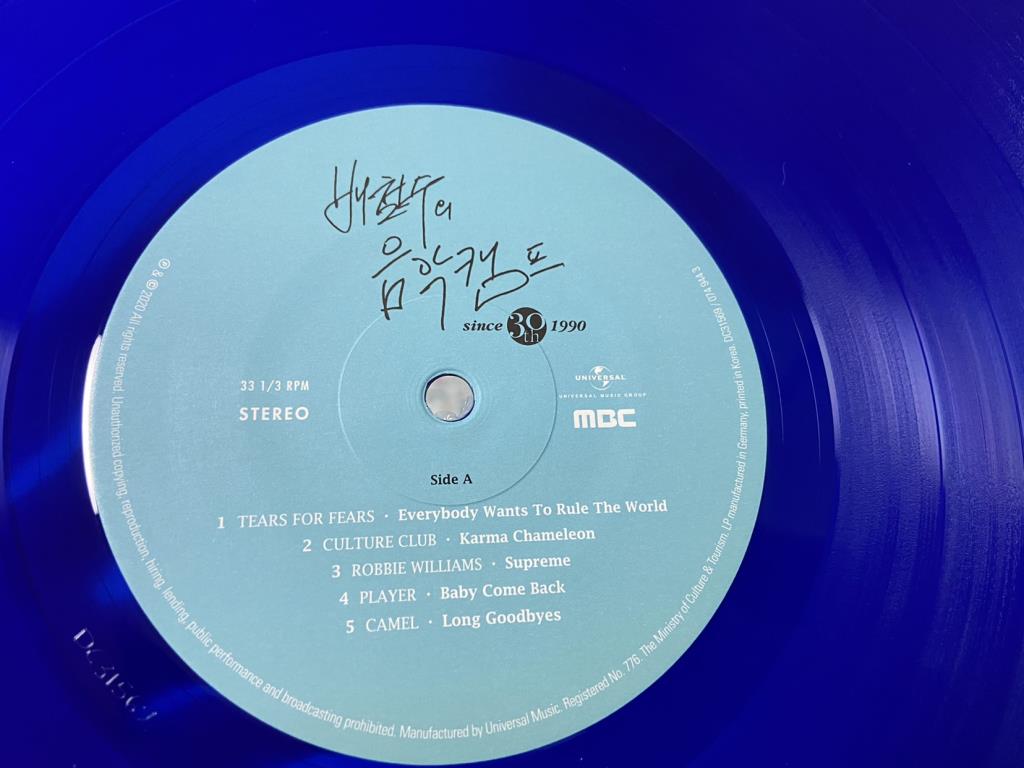 배철수의
음악캠프
since 30th 1990
33 1/3 RPM
STEREO
UNIVERSAL
UNIVERSAL MUSIC GROUP
MBC
Side A
1 TEARS FOR FEARS · Everybody Wants To Rule The World
2 CULTURE CLUB · Karma Chameleon
3 ROBBIE WILLIAMS · Supreme
4 PLAYER · Baby Come Back
5 CAMEL · Long Goodbyes
℗ & © 2020 All rights reserved. Unauthorized copying, reproduction, hiring, lending, public performance and broadcasting prohibited. Manufactured by Universal Music. Registered No. 776. The Ministry of Culture & Tourism. LP manufactured in Germany, printed in Korea. DC31569 / 074 9443